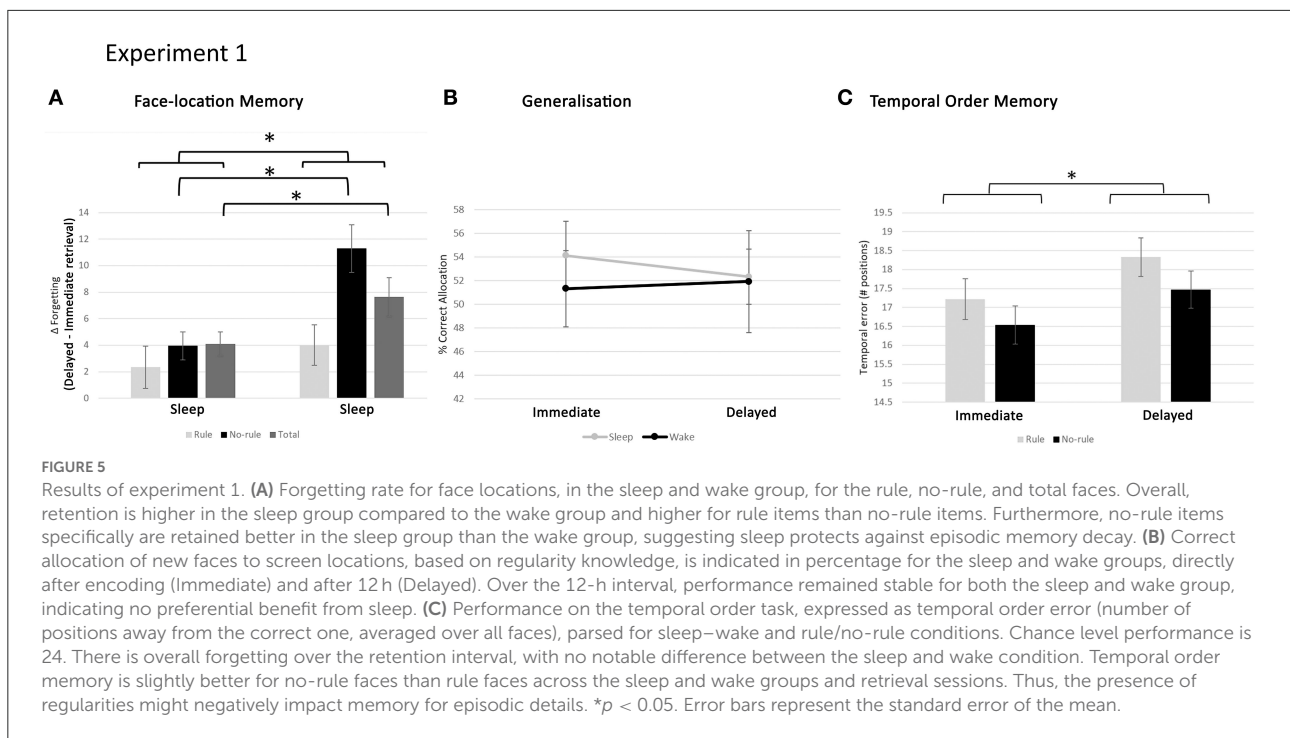 Experiment 1
A Face-location Memory
B Generalisation
C Temporal Order Memory
*
*
*
Δ Forgetting
(Delayed - Immediate retrieval)
14
12
10
8
6
4
2
0
Sleep Sleep
Rule No-rule Total
% Correct Allocation
58
56
54
52
50
48
46
44
42
Immediate Delayed
Sleep Wake
*
Temporal error (# positions)
19.5
19
18.5
18
17.5
17
16.5
16
15.5
15
14.5
Immediate Delayed
Rule No-rule
FIGURE 5
Results of experiment 1. (A) Forgetting rate for face locations, in the sleep and wake group, for the rule, no-rule, and total faces. Overall,
retention is higher in the sleep group compared to the wake group and higher for rule items than no-rule items. Furthermore, no-rule items
specifically are retained better in the sleep group than the wake group, suggesting sleep protects against episodic memory decay. (B) Correct
allocation of new faces to screen locations, based on regularity knowledge, is indicated in percentage for the sleep and wake groups, directly
after encoding (Immediate) and after 12 h (Delayed). Over the 12-h interval, performance remained stable for both the sleep and wake group,
indicating no preferential benefit from sleep. (C) Performance on the temporal order task, expressed as temporal order error (number of
positions away from the correct one, averaged over all faces), parsed for sleep–wake and rule/no-rule conditions. Chance level performance is
24. There is overall forgetting over the retention interval, with no notable difference between the sleep and wake condition. Temporal order
memory is slightly better for no-rule faces than rule faces across the sleep and wake groups and retrieval sessions. Thus, the presence of
regularities might negatively impact memory for episodic details. *p < 0.05. Error bars represent the standard error of the mean.